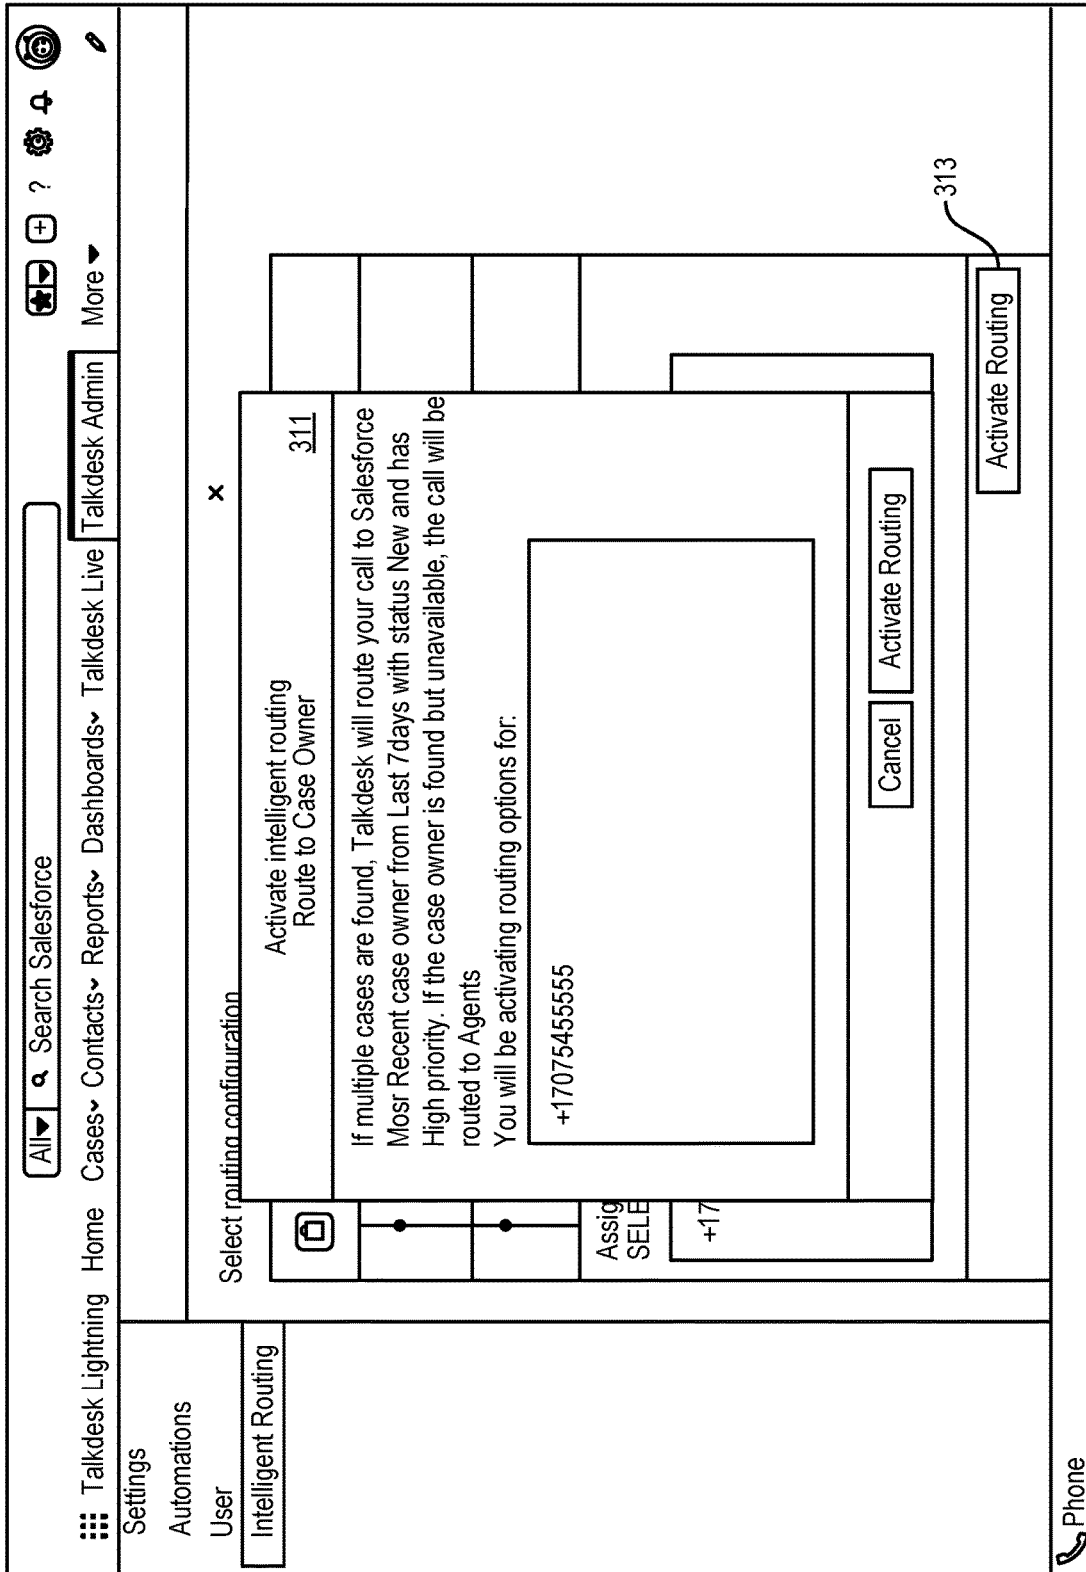 All Search Salesforce ?
Talkdesk Lightning Home Cases Contacts Reports Dashboards Talkdesk Live Talkdesk Admin More
Settings
Automations
User
Intelligent Routing
Select routing configuration x
Activate intelligent routing
Route to Case Owner
311
If multiple cases are found, Talkdesk will route your call to Salesforce
Mosr Recent case owner from Last 7days with status New and has
High priority. If the case owner is found but unavailable, the call will be
routed to Agents
You will be activating routing options for:
+17075455555
Cancel Activate Routing
Assig
SELE
+17
Activate Routing
313
Phone